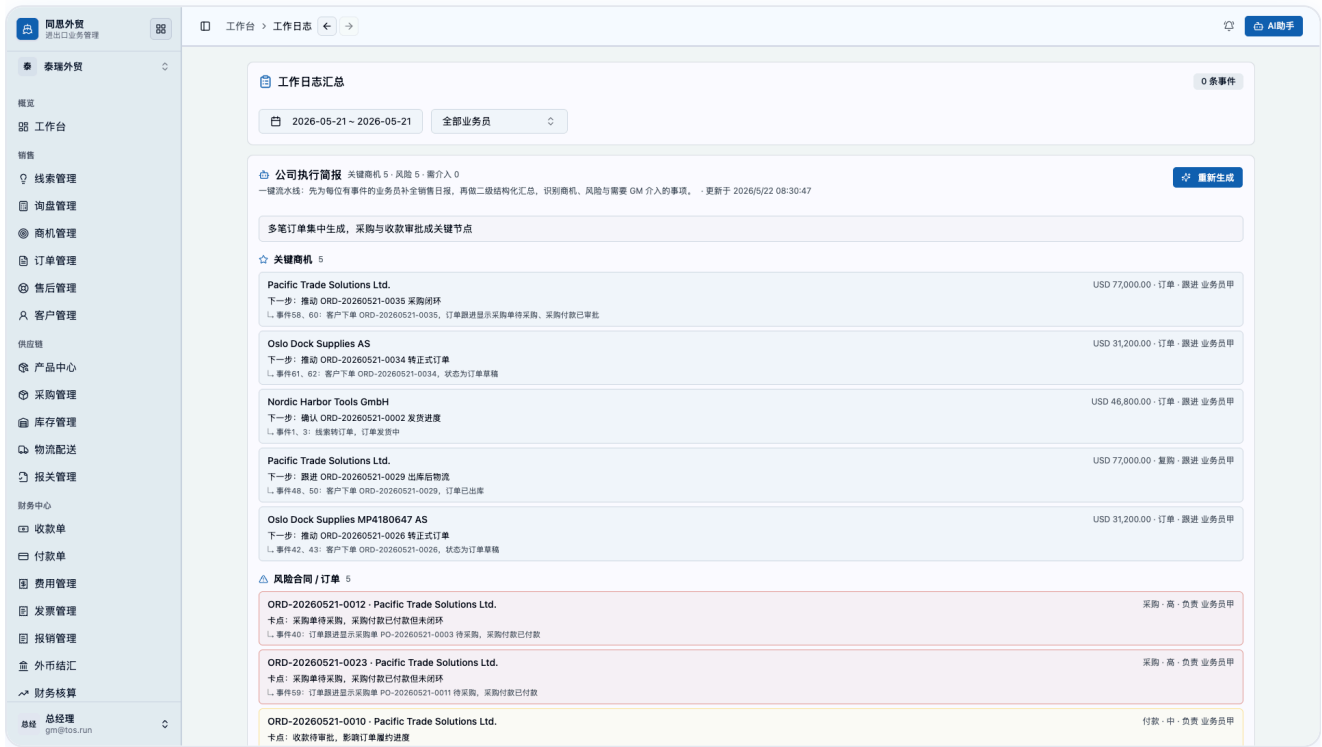 同思外贸
进出口业务管理
泰
泰瑞外贸
概览
工作台
销售
线索管理
询盘管理
商机管理
订单管理
售后管理
客户管理
供应链
产品中心
采购管理
库存管理
物流配送
报关管理
财务中心
收款单
付款单
费用管理
发票管理
报销管理
外币结汇
财务核算
总经
总经理
gm@tos.run
工作台 > 工作日志
AI助手
工作日志汇总
0 条事件
2026-05-21 ~ 2026-05-21
全部业务员
公司执行简报 关键商机 5 · 风险 5 · 需介入 0
一键流水线：先为每位有事件的业务员补全销售日报，再做二级结构化汇总，识别商机、风险与需要 GM 介入的事项。 · 更新于 2026/5/22 08:30:47
重新生成
多笔订单集中生成，采购与收款审批成关键节点
关键商机 5
Pacific Trade Solutions Ltd.
USD 77,000.00 · 订单 · 跟进 业务员甲
下一步：推动 ORD-20260521-0035 采购闭环
事件58、60：客户下单 ORD-20260521-0035，订单跟进显示采购单待采购、采购付款已审批
Oslo Dock Supplies AS
USD 31,200.00 · 订单 · 跟进 业务员甲
下一步：推动 ORD-20260521-0034 转正式订单
事件61、62：客户下单 ORD-20260521-0034，状态为订单草稿
Nordic Harbor Tools GmbH
USD 46,800.00 · 订单 · 跟进 业务员甲
下一步：确认 ORD-20260521-0002 发货进度
事件1、3：线索转订单，订单发货中
Pacific Trade Solutions Ltd.
USD 77,000.00 · 复购 · 跟进 业务员甲
下一步：跟进 ORD-20260521-0029 出库后物流
事件48、50：客户下单 ORD-20260521-0029，订单已出库
Oslo Dock Supplies MP4180647 AS
USD 31,200.00 · 订单 · 跟进 业务员甲
下一步：推动 ORD-20260521-0026 转正式订单
事件42、43：客户下单 ORD-20260521-0026，状态为订单草稿
风险合同 / 订单 5
ORD-20260521-0012 · Pacific Trade Solutions Ltd.
采购 · 高 · 负责 业务员甲
卡点：采购单待采购，采购付款已付款但未闭环
事件40：订单跟进显示采购单 PO-20260521-0003 待采购，采购付款已付款
ORD-20260521-0023 · Pacific Trade Solutions Ltd.
采购 · 高 · 负责 业务员甲
卡点：采购单待采购，采购付款已付款但未闭环
事件59：订单跟进显示采购单 PO-20260521-0011 待采购，采购付款已付款
ORD-20260521-0010 · Pacific Trade Solutions Ltd.
付款 · 中 · 负责 业务员甲
卡点：收款待审批，影响订单履约进度